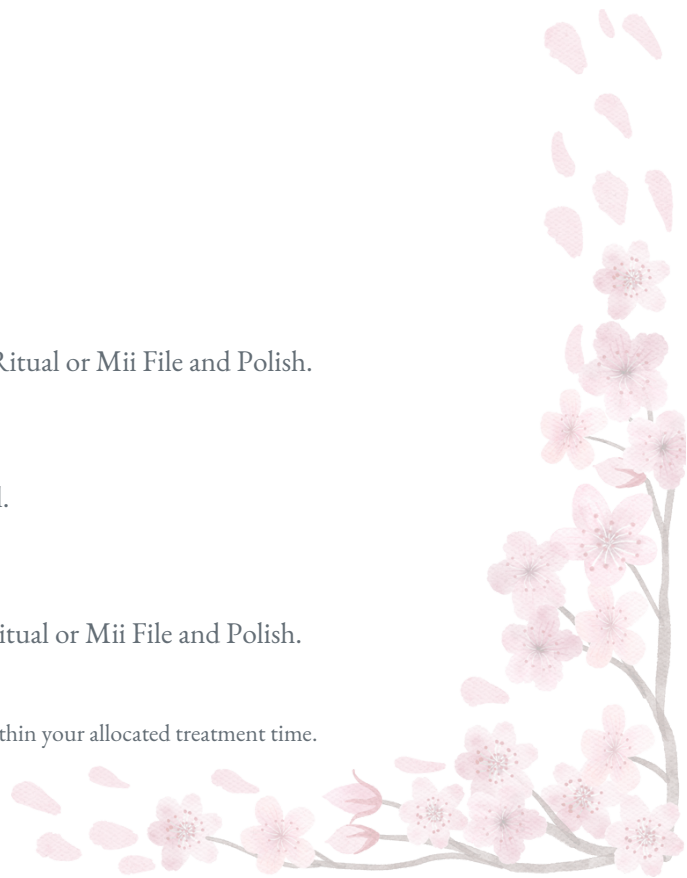 Ritual or Mii File and Polish.
l.
itual or Mii File and Polish.
thin your allocated treatment time.